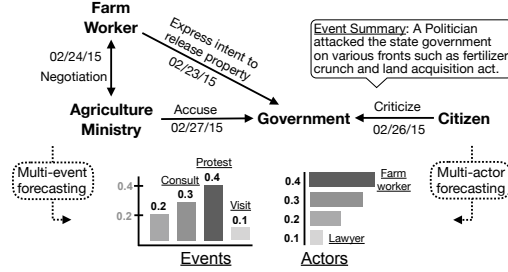 Farm
Worker
Express intent to
release property
02/23/15
Event Summary: A Politician
attacked the state government
on various fronts such as fertilizer
crunch and land acquisition act.
02/24/15
Negotiation
Agriculture
Ministry
Accuse
02/27/15
Government
Criticize
02/26/15
Citizen
Multi-event
forecasting
0.4
0.2
0.2
Consult
0.3
Protest
0.4
Visit
0.1
Events
0.4
0.3
0.2
0.1
Farm
worker
Lawyer
Actors
Multi-actor
forecasting